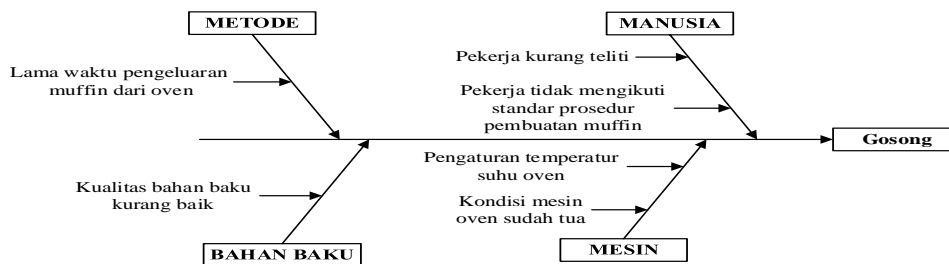 METODE
MANUSIA
Lama waktu pengeluaran
muffin dari oven
Pekerja kurang teliti
Pekerja tidak mengikuti
standar prosedur
pembuatan muffin
Gosong
Kualitas bahan baku
kurang baik
Pengaturan temperatur
suhu oven
Kondisi mesin
oven sudah tua
BAHAN BAKU
MESIN